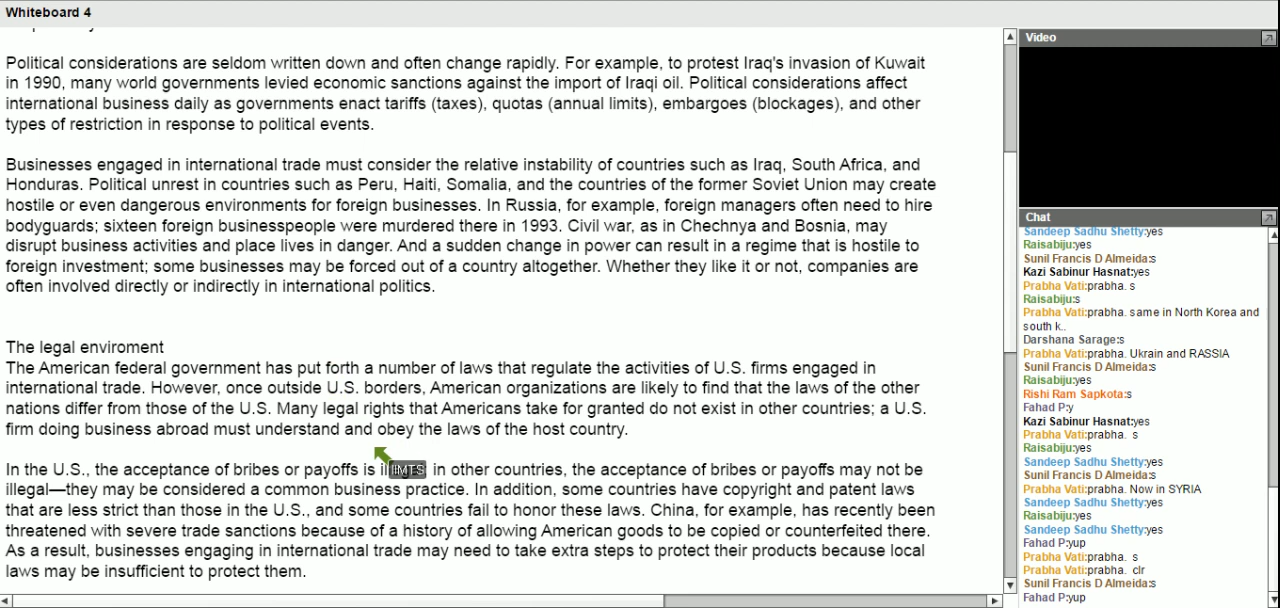 Whiteboard 4
Political considerations are seldom written down and often change rapidly. For example, to protest Iraq's invasion of Kuwait
in 1990, many world governments levied economic sanctions against the import of Iraqi oil. Political considerations affect
international business daily as governments enact tariffs (taxes), quotas (annual limits), embargoes (blockages), and other
types of restriction in response to political events.
Businesses engaged in international trade must consider the relative instability of countries such as Iraq, South Africa, and
Honduras. Political unrest in countries such as Peru, Haiti, Somalia, and the countries of the former Soviet Union may create
hostile or even dangerous environments for foreign businesses. In Russia, for example, foreign managers often need to hire
bodyguards; sixteen foreign businesspeople were murdered there in 1993. Civil war, as in Chechnya and Bosnia, may
disrupt business activities and place lives in danger. And a sudden change in power can result in a regime that is hostile to
foreign investment; some businesses may be forced out of a country altogether. Whether they like it or not, companies are
often involved directly or indirectly in international politics.
The legal enviroment
The American federal government has put forth a number of laws that regulate the activities of U.S. firms engaged in
international trade. However, once outside U.S. borders, American organizations are likely to find that the laws of the other
nations differ from those of the U.S. Many legal rights that Americans take for granted do not exist in other countries; a U.S.
firm doing business abroad must understand and obey the laws of the host country.
In the U.S., the acceptance of bribes or payoffs is IIMTS in other countries, the acceptance of bribes or payoffs may not be
illegal—they may be considered a common business practice. In addition, some countries have copyright and patent laws
that are less strict than those in the U.S., and some countries fail to honor these laws. China, for example, has recently been
threatened with severe trade sanctions because of a history of allowing American goods to be copied or counterfeited there.
As a result, businesses engaging in international trade may need to take extra steps to protect their products because local
laws may be insufficient to protect them.
Video
Chat
Sandeep Sadhu Shetty:yes
Raisabiju:yes
Sunil Francis D Almeida:s
Kazi Sabinur Hasnat:yes
Prabha Vati:prabha. s
Raisabiju:s
Prabha Vati:prabha. same in North Korea and
south k..
Darshana Sarage:s
Prabha Vati:prabha. Ukrain and RASSIA
Sunil Francis D Almeida:s
Raisabiju:yes
Rishi Ram Sapkota:s
Fahad P:y
Kazi Sabinur Hasnat:yes
Prabha Vati:prabha. s
Raisabiju:yes
Sandeep Sadhu Shetty:yes
Sunil Francis D Almeida:s
Prabha Vati:prabha. Now in SYRIA
Sandeep Sadhu Shetty:yes
Raisabiju:yes
Sandeep Sadhu Shetty:yes
Fahad P:yup
Prabha Vati:prabha. s
Prabha Vati:prabha. clr
Sunil Francis D Almeida:s
Fahad P:yup